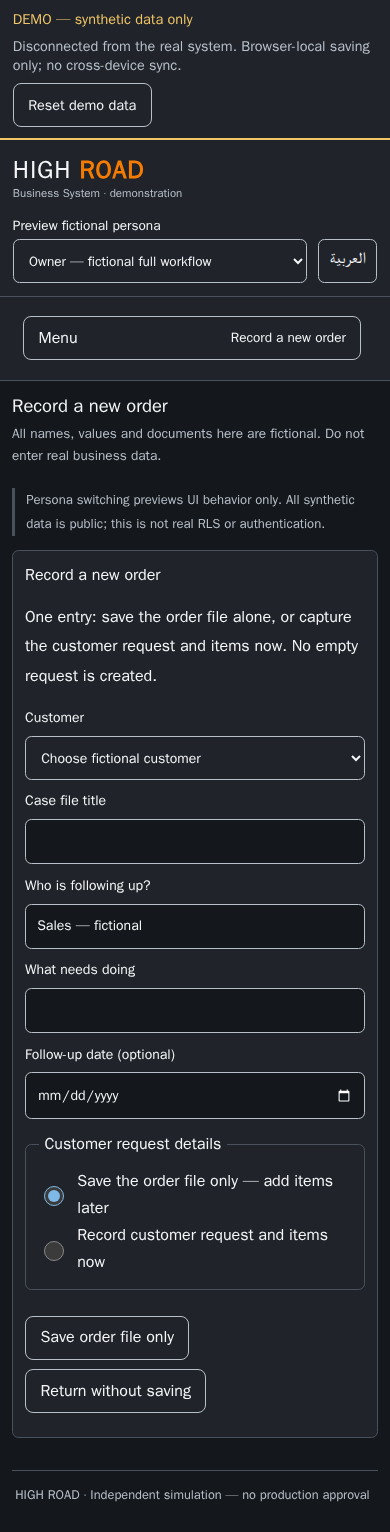 DEMO — synthetic data only
Disconnected from the real system. Browser-local saving
only; no cross-device sync.
Reset demo data
HIGH ROAD
Business System · demonstration
Preview fictional persona
Owner — fictional full workflow
العربية
Menu
Record a new order
Record a new order
All names, values and documents here are fictional. Do not
enter real business data.
Persona switching previews UI behavior only. All synthetic
data is public; this is not real RLS or authentication.
Record a new order
One entry: save the order file alone, or capture
the customer request and items now. No empty
request is created.
Customer
Choose fictional customer
Case file title
Who is following up?
Sales — fictional
What needs doing
Follow-up date (optional)
mm/dd/yyyy
Customer request details
Save the order file only — add items
later
Record customer request and items
now
Save order file only
Return without saving
HIGH ROAD · Independent simulation — no production approval